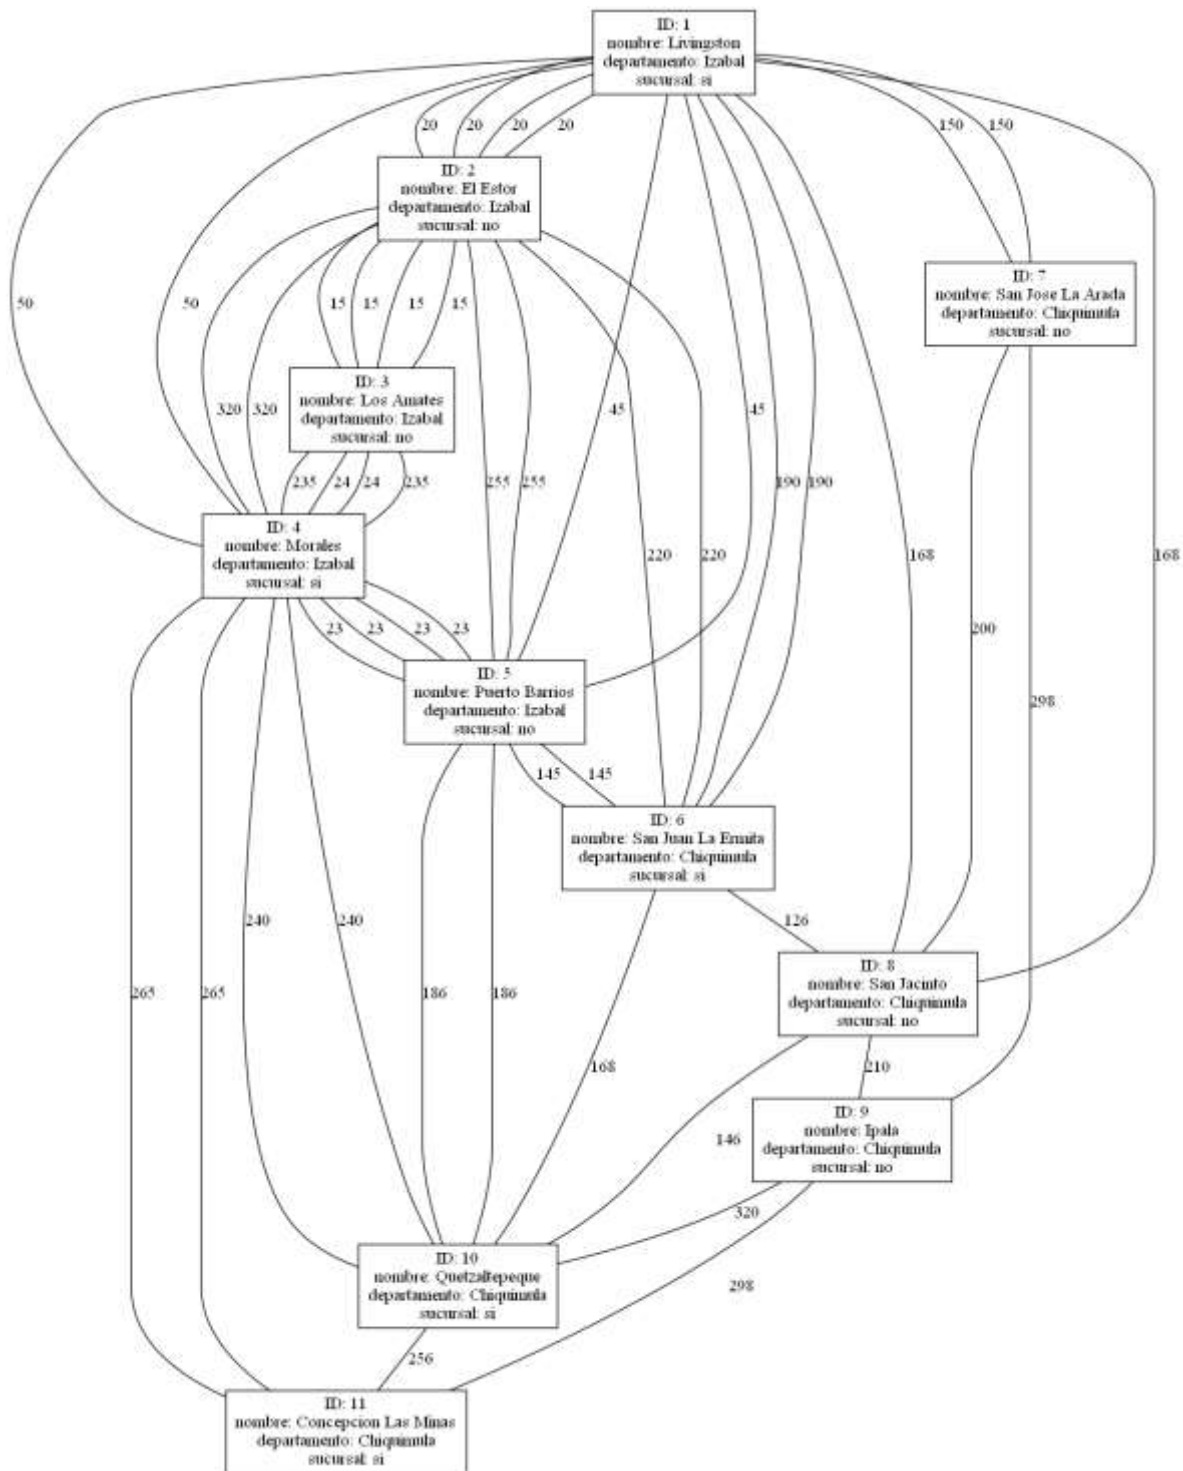 ID: 1
nombre: Livingston
departamento: Izabal
sucursal: si
20
20
20
20
150
150
ID: 2
nombre: El Estor
departamento: Izabal
sucursal: no
ID: 7
nombre: San Jose La Arada
departamento: Chiquimula
sucursal: no
50
50
15
15
15
15
ID: 3
nombre: Los Amates
departamento: Izabal
sucursal: no
320
320
45
45
235
24
24
235
255
255
190
190
ID: 4
nombre: Morales
departamento: Izabal
sucursal: si
220
220
168
168
23
23
23
23
200
ID: 5
nombre: Puerto Barrios
departamento: Izabal
sucursal: no
298
145
145
ID: 6
nombre: San Juan La Ermita
departamento: Chiquimula
sucursal: si
240
240
126
ID: 8
nombre: San Jacinto
departamento: Chiquimula
sucursal: no
265
265
186
186
168
210
ID: 9
nombre: Ipala
departamento: Chiquimula
sucursal: no
146
320
ID: 10
nombre: Quetzaltepeque
departamento: Chiquimula
sucursal: si
298
256
ID: 11
nombre: Concepcion Las Minas
departamento: Chiquimula
sucursal: si